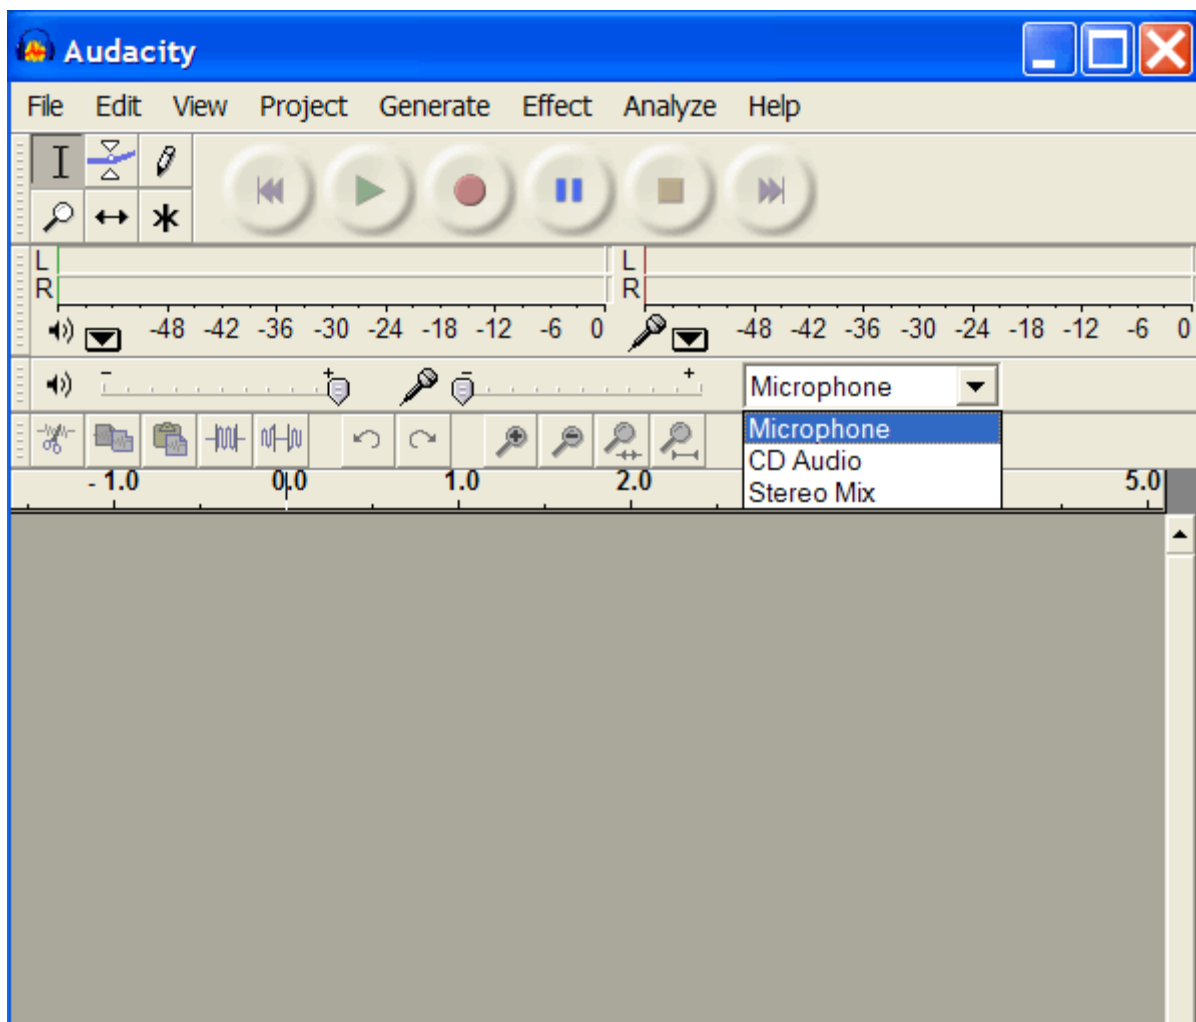 Audacity
File Edit View Project Generate Effect Analyze Help
L L
R R
-48 -42 -36 -30 -24 -18 -12 -6 0 -48 -42 -36 -30 -24 -18 -12 -6 0
- + - + Microphone
Microphone
CD Audio
Stereo Mix
- 1.0 0.0 1.0 2.0 5.0